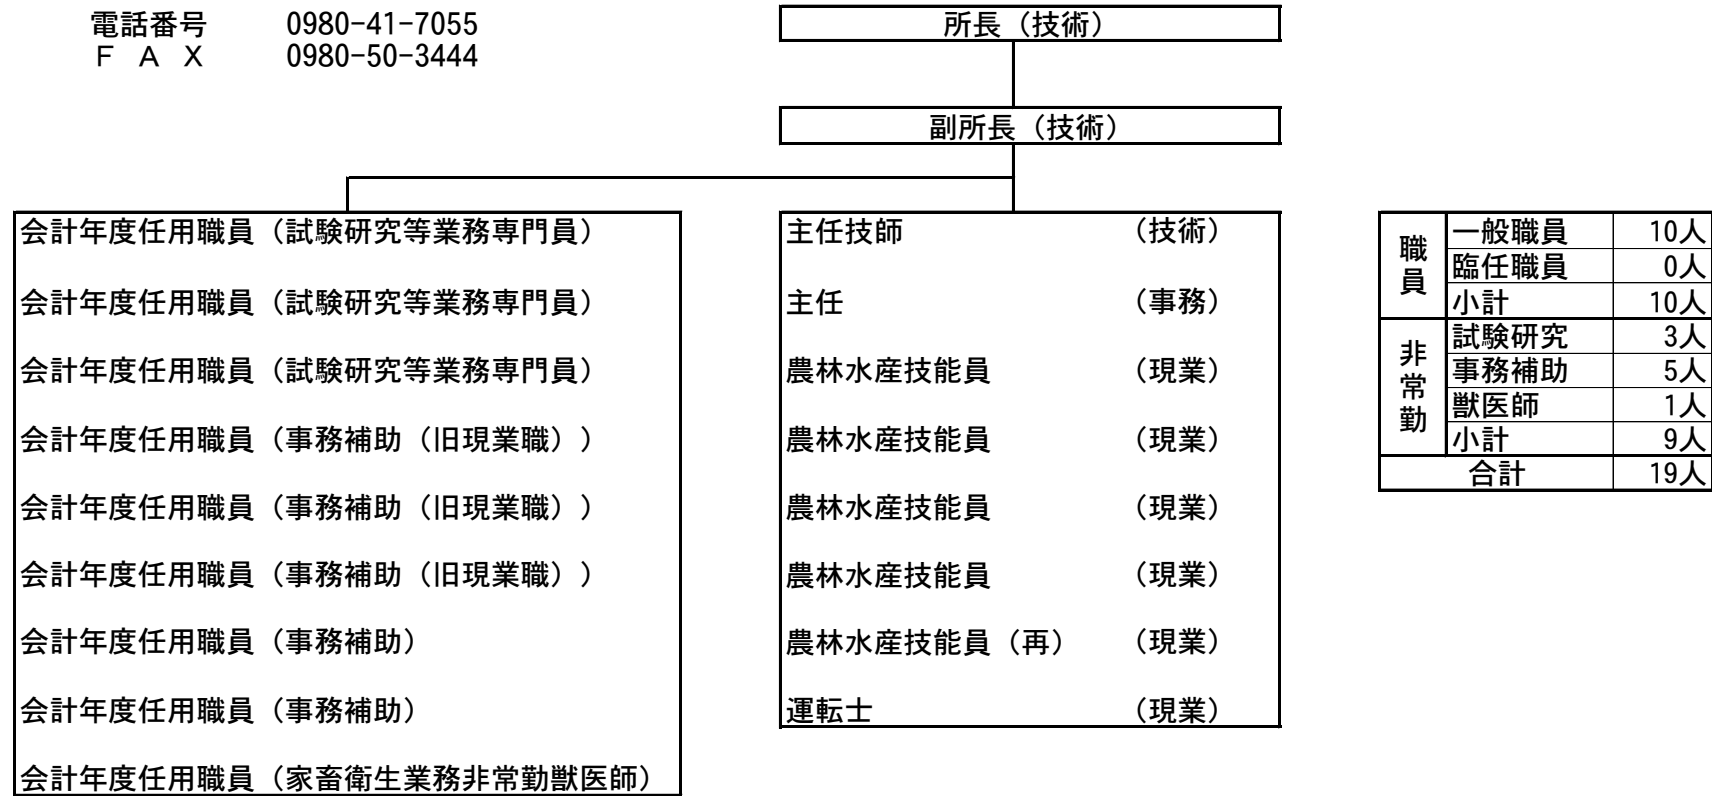 電話番号 0980-41-7055
ＦＡＸ 0980-50-3444
所長（技術）
副所長（技術）
会計年度任用職員（試験研究等業務専門員）
会計年度任用職員（試験研究等業務専門員）
会計年度任用職員（試験研究等業務専門員）
会計年度任用職員（事務補助（旧現業職））
会計年度任用職員（事務補助（旧現業職））
会計年度任用職員（事務補助（旧現業職））
会計年度任用職員（事務補助）
会計年度任用職員（事務補助）
会計年度任用職員（家畜衛生業務非常勤獣医師）
主任技師 （技術）
主任 （事務）
農林水産技能員 （現業）
農林水産技能員 （現業）
農林水産技能員 （現業）
農林水産技能員 （現業）
農林水産技能員（再） （現業）
運転士 （現業）
職員
一般職員 10人
臨任職員 0人
小計 10人
非常勤
試験研究 3人
事務補助 5人
獣医師 1人
小計 9人
合計 19人